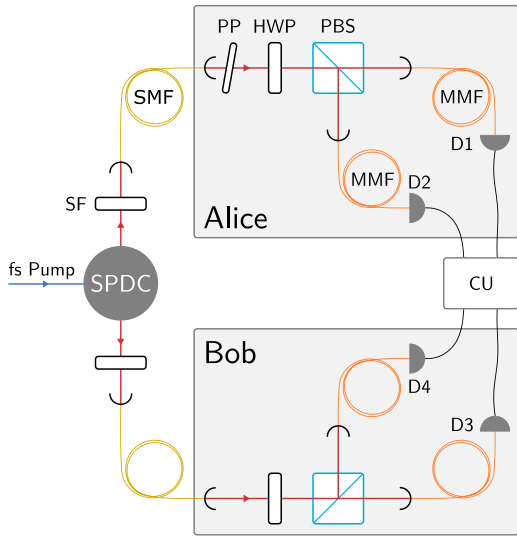 PP HWP PBS
SMF
MMF
D1
MMF
D2
SF
Alice
fs Pump
SPDC
CU
Bob
D4
D3